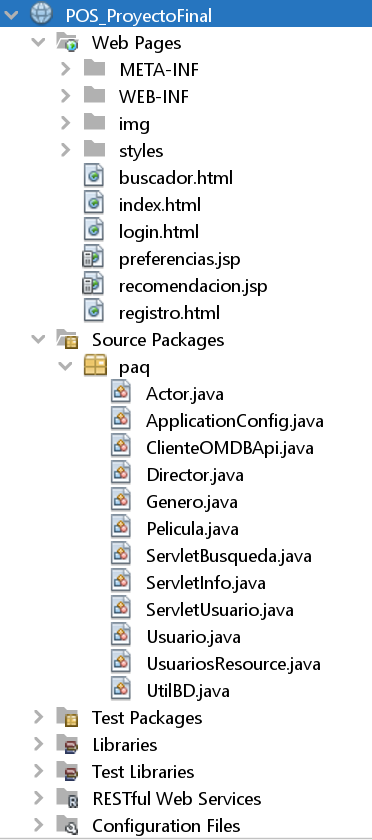 POS_ProyectoFinal
Web Pages
META-INF
WEB-INF
img
styles
buscador.html
index.html
login.html
preferencias.jsp
recomendacion.jsp
registro.html
Source Packages
paq
Actor.java
ApplicationConfig.java
ClienteOMDBApi.java
Director.java
Genero.java
Pelicula.java
ServletBusqueda.java
ServletInfo.java
ServletUsuario.java
Usuario.java
UsuariosResource.java
UtilBD.java
Test Packages
Libraries
Test Libraries
RESTful Web Services
Configuration Files